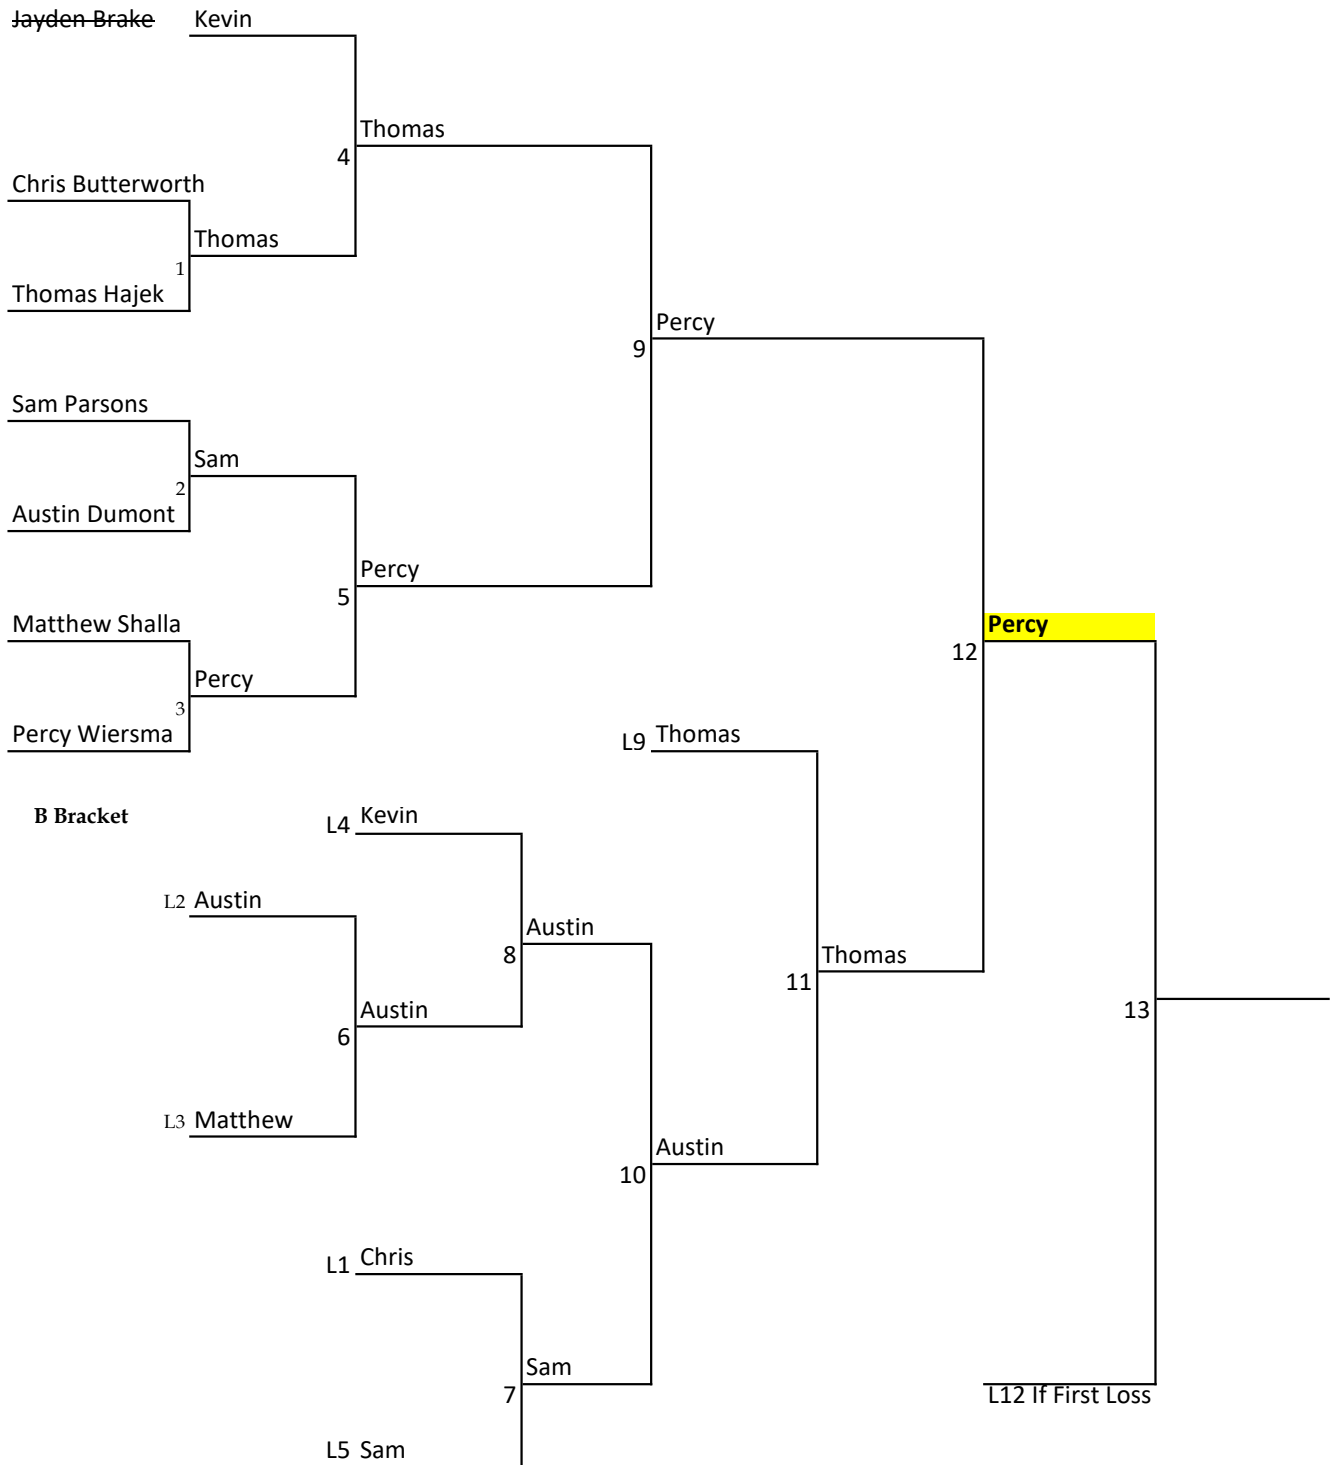 Jayden Brake Kevin
Thomas
4
Chris Butterworth
Thomas
1
Thomas Hajek
Percy
9
Sam Parsons
Sam
2
Austin Dumont
Percy
5
Matthew Shalla
Percy
12
Percy
3
Percy Wiersma
L9 Thomas
B Bracket
L4 Kevin
L2 Austin
Austin
8
Thomas
11
Austin
6
13
L3 Matthew
Austin
10
L1 Chris
Sam
7
L12 If First Loss
L5 Sam